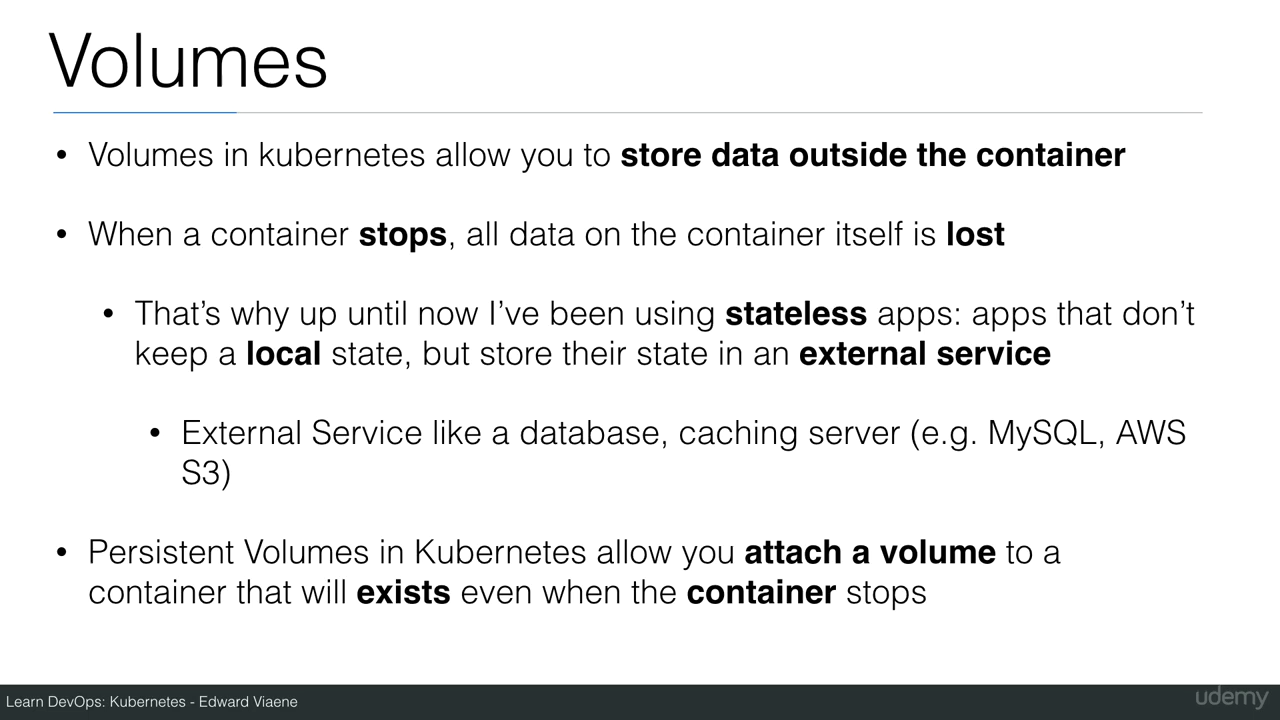 Volumes
• Volumes in kubernetes allow you to store data outside the container
• When a container stops, all data on the container itself is lost
• That's why up until now I've been using stateless apps: apps that don't
keep a local state, but store their state in an external service
• External Service like a database, caching server (e.g. MySQL, AWS
S3)
• Persistent Volumes in Kubernetes allow you attach a volume to a
container that will exists even when the container stops
Learn DevOps: Kubernetes - Edward Viaene
udemy